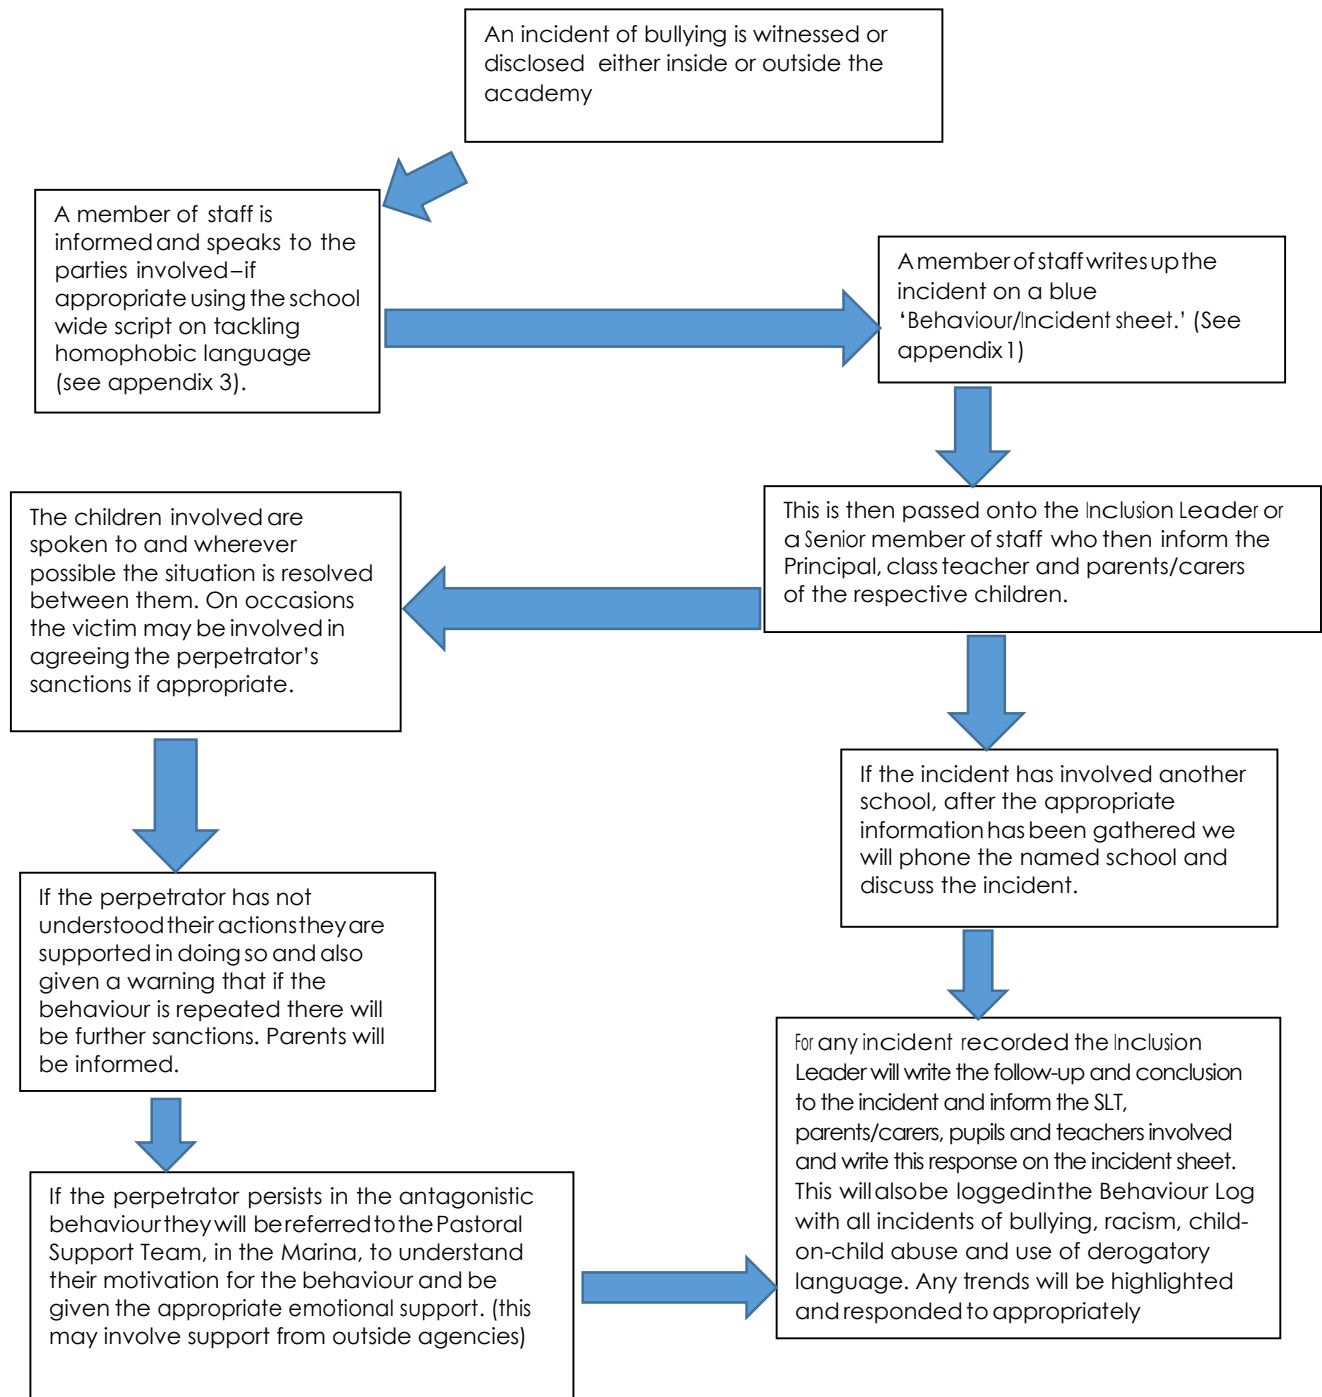 An incident of bullying is witnessed or
disclosed either inside or outside the
academy
A member of staff is
informed and speaks to the
parties involved –if
appropriate using the school
wide script on tackling
homophobic language
(see appendix 3).
A member of staff writes up the
incident on a blue
‘Behaviour/Incident sheet.’ (See
appendix 1)
This is then passed onto the Inclusion Leader or
a Senior member of staff who then inform the
Principal, class teacher and parents/carers
of the respective children.
The children involved are
spoken to and wherever
possible the situation is resolved
between them. On occasions
the victim may be involved in
agreeing the perpetrator’s
sanctions if appropriate.
If the incident has involved another
school, after the appropriate
information has been gathered we
will phone the named school and
discuss the incident.
If the perpetrator has not
understood their actions they are
supported in doing so and also
given a warning that if the
behaviour is repeated there will
be further sanctions. Parents will
be informed.
If the perpetrator persists in the antagonistic
behaviour they will be referred to the Pastoral
Support Team, in the Marina, to understand
their motivation for the behaviour and be
given the appropriate emotional support. (this
may involve support from outside agencies)
For any incident recorded the Inclusion
Leader will write the follow-up and conclusion
to the incident and inform the SLT,
parents/carers, pupils and teachers involved
and write this response on the incident sheet.
This will also be logged in the Behaviour Log
with all incidents of bullying, racism, child-
on-child abuse and use of derogatory
language. Any trends will be highlighted
and responded to appropriately